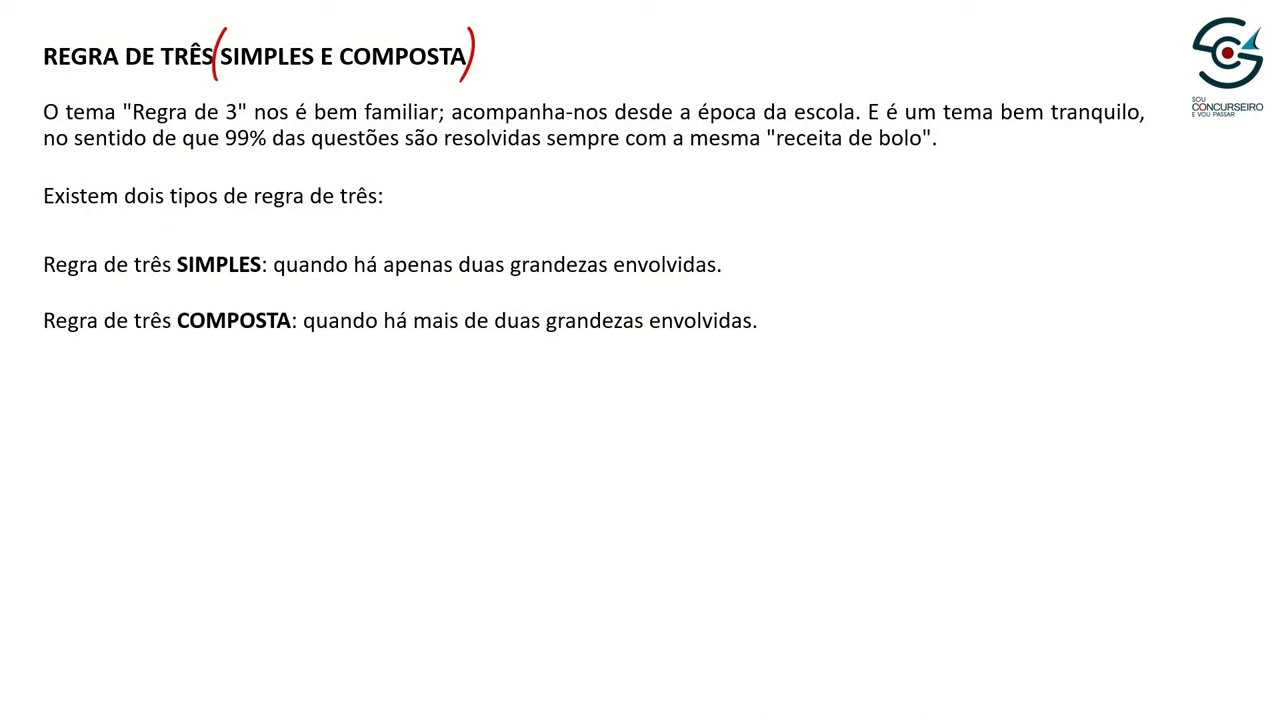 REGRA DE TRÊS (SIMPLES E COMPOSTA)
SOU
CONCURSEIRO
E VOU PASSAR
O tema "Regra de 3" nos é bem familiar; acompanha-nos desde a época da escola. E é um tema bem tranquilo,
no sentido de que 99% das questões são resolvidas sempre com a mesma "receita de bolo".
Existem dois tipos de regra de três:
Regra de três SIMPLES: quando há apenas duas grandezas envolvidas.
Regra de três COMPOSTA: quando há mais de duas grandezas envolvidas.